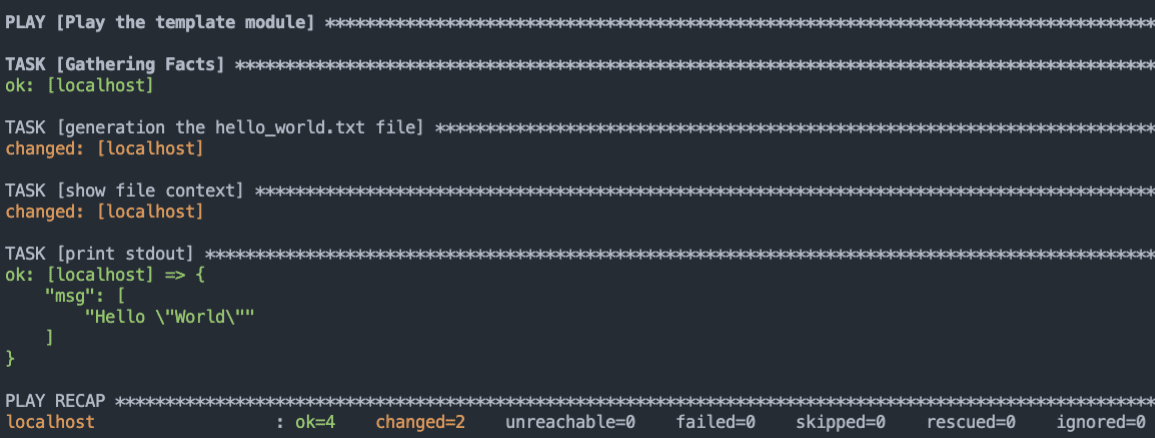 PLAY [Play the template module] ***********************************************************************************
TASK [Gathering Facts] ********************************************************************************************
ok: [localhost]
TASK [generation the hello_world.txt file] ************************************************************************
changed: [localhost]
TASK [show file context] ******************************************************************************************
changed: [localhost]
TASK [print stdout] ***********************************************************************************************
ok: [localhost] => {
    "msg": [
        "Hello \"World\""
    ]
}
PLAY RECAP ********************************************************************************************************
localhost                  : ok=4    changed=2    unreachable=0    failed=0    skipped=0    rescued=0    ignored=0